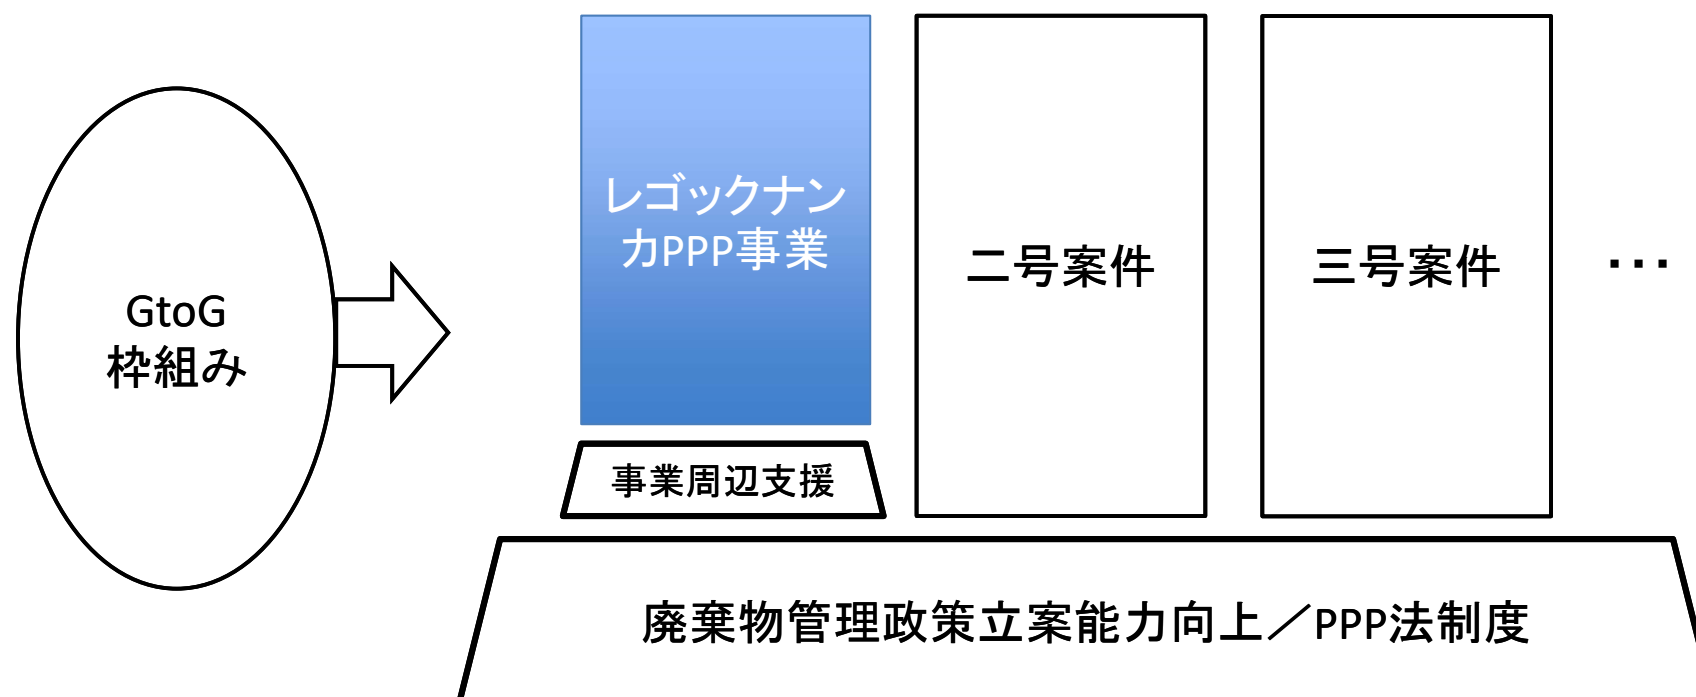 GtoG
枠組み
レゴックナン
カPPP事業
事業周辺支援
二号案件
三号案件
・・・
廃棄物管理政策立案能力向上／PPP法制度